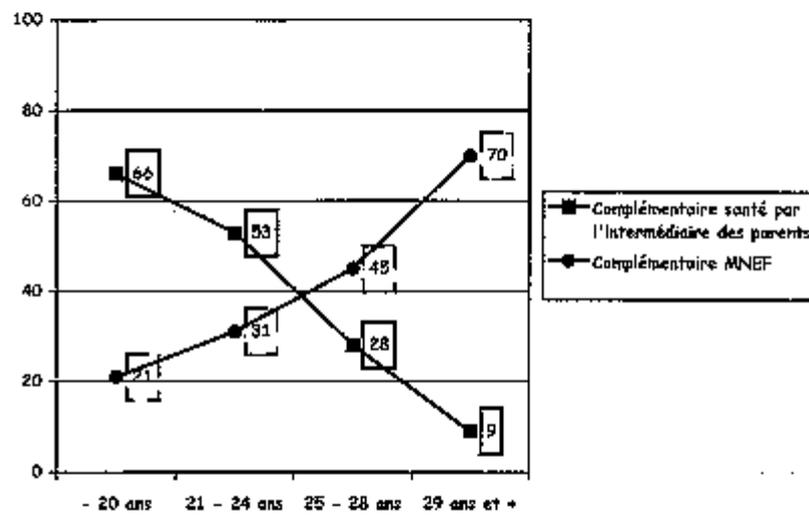 100
80
60
40
20
0
66
53
28
9
21
31
45
70
- 20 ans
21 - 24 ans
25 - 28 ans
29 ans et +
Complémentaire santé par
l'intermédiaire des parents
Complémentaire MNEF